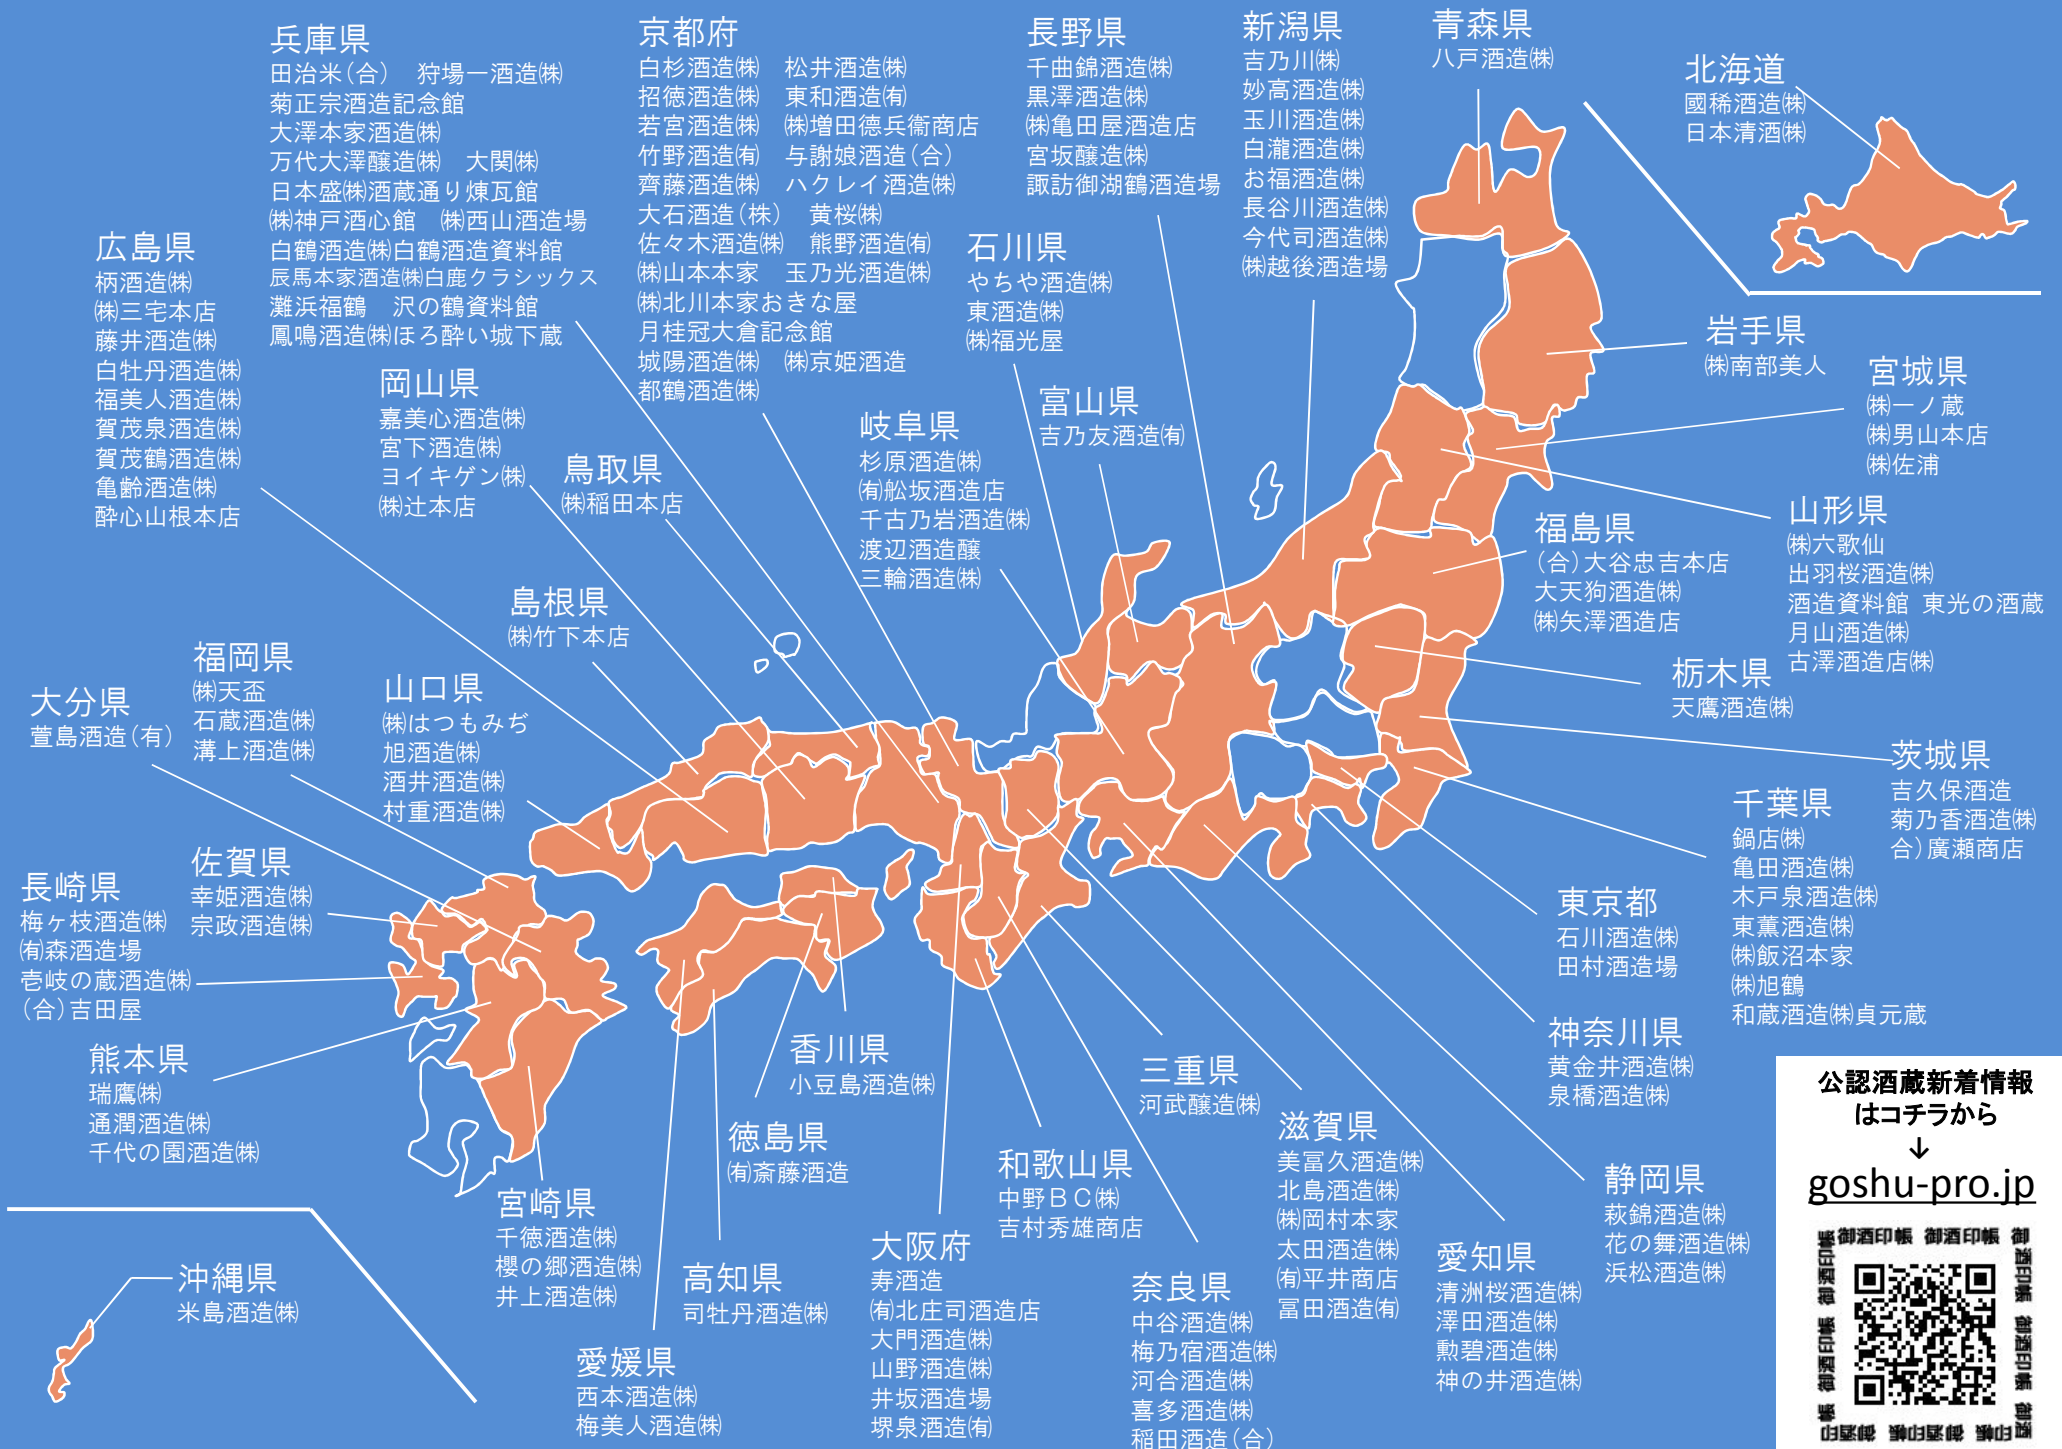 兵庫県
田治米(合)　狩場一酒造㈱
菊正宗酒造記念館
大澤本家酒造㈱
万代大澤醸造㈱　大関㈱
日本盛㈱酒蔵通り煉瓦館
㈱神戸酒心館　㈱西山酒造場
白鶴酒造㈱白鶴酒造資料館
辰馬本家酒造㈱白鹿クラシックス
灘浜福鶴　沢の鶴資料館
鳳鳴酒造㈱ほろ酔い城下蔵
京都府
白杉酒造㈱　松井酒造㈱
招徳酒造㈱　東和酒造㈲
若宮酒造㈱　㈱増田德兵衞商店
竹野酒造㈲　与謝娘酒造(合)
齊藤酒造㈱　ハクレイ酒造㈱
大石酒造(株)　黄桜㈱
佐々木酒造㈱　熊野酒造㈲
㈱山本本家　玉乃光酒造㈱
㈱北川本家おきな屋
月桂冠大倉記念館
城陽酒造㈱　㈱京姫酒造
都鶴酒造㈱
長野県
千曲錦酒造㈱
黒澤酒造㈱
㈱亀田屋酒造店
宮坂醸造㈱
諏訪御湖鶴酒造場
新潟県
吉乃川㈱
妙高酒造㈱
玉川酒造㈱
白瀧酒造㈱
お福酒造㈱
長谷川酒造㈱
今代司酒造㈱
㈱越後酒造場
青森県
八戸酒造㈱
北海道
國稀酒造㈱
日本清酒㈱
広島県
柄酒造㈱
㈱三宅本店
藤井酒造㈱
白牡丹酒造㈱
福美人酒造㈱
賀茂泉酒造㈱
賀茂鶴酒造㈱
亀齢酒造㈱
酔心山根本店
石川県
やちや酒造㈱
東酒造㈱
㈱福光屋
岩手県
㈱南部美人
宮城県
㈱一ノ蔵
㈱男山本店
㈱佐浦
岡山県
嘉美心酒造㈱
宮下酒造㈱
ヨイキゲン㈱
㈱辻本店
鳥取県
㈱稲田本店
岐阜県
杉原酒造㈱
㈲舩坂酒造店
千古乃岩酒造㈱
渡辺酒造醸
三輪酒造㈱
富山県
吉乃友酒造㈲
福島県
(合)大谷忠吉本店
大天狗酒造㈱
㈱矢澤酒造店
山形県
㈱六歌仙
出羽桜酒造㈱
酒造資料館 東光の酒蔵
月山酒造㈱
古澤酒造店㈱
島根県
㈱竹下本店
栃木県
天鷹酒造㈱
福岡県
㈱天盃
石蔵酒造㈱
溝上酒造㈱
大分県
萱島酒造(有)
山口県
㈱はつもみぢ
旭酒造㈱
酒井酒造㈱
村重酒造㈱
茨城県
吉久保酒造
菊乃香酒造㈱
合)廣瀬商店
千葉県
鍋店㈱
亀田酒造㈱
木戸泉酒造㈱
東薫酒造㈱
㈱飯沼本家
㈱旭鶴
和蔵酒造㈱貞元蔵
佐賀県
幸姫酒造㈱
宗政酒造㈱
長崎県
梅ヶ枝酒造㈱
㈲森酒造場
壱岐の蔵酒造㈱
(合)吉田屋
東京都
石川酒造㈱
田村酒造場
熊本県
瑞鷹㈱
通潤酒造㈱
千代の園酒造㈱
香川県
小豆島酒造㈱
神奈川県
黄金井酒造㈱
泉橋酒造㈱
三重県
河武醸造㈱
徳島県
㈲斎藤酒造
滋賀県
美冨久酒造㈱
北島酒造㈱
㈱岡村本家
太田酒造㈱
㈲平井商店
冨田酒造㈲
和歌山県
中野ＢＣ㈱
吉村秀雄商店
静岡県
萩錦酒造㈱
花の舞酒造㈱
浜松酒造㈱
宮崎県
千徳酒造㈱
櫻の郷酒造㈱
井上酒造㈱
高知県
司牡丹酒造㈱
大阪府
寿酒造
㈲北庄司酒造店
大門酒造㈱
山野酒造㈱
井坂酒造場
堺泉酒造㈲
愛知県
清洲桜酒造㈱
澤田酒造㈱
勲碧酒造㈱
神の井酒造㈱
奈良県
中谷酒造㈱
梅乃宿酒造㈱
河合酒造㈱
喜多酒造㈱
稲田酒造(合)
沖縄県
米島酒造㈱
愛媛県
西本酒造㈱
梅美人酒造㈱
公認酒蔵新着情報
はコチラから
↓
goshu-pro.jp
御酒印帳 御酒印帳 御
酒印帳 御酒印帳 御酒
印帳 御酒印帳 御酒印
帳 御酒印帳 御酒印帳